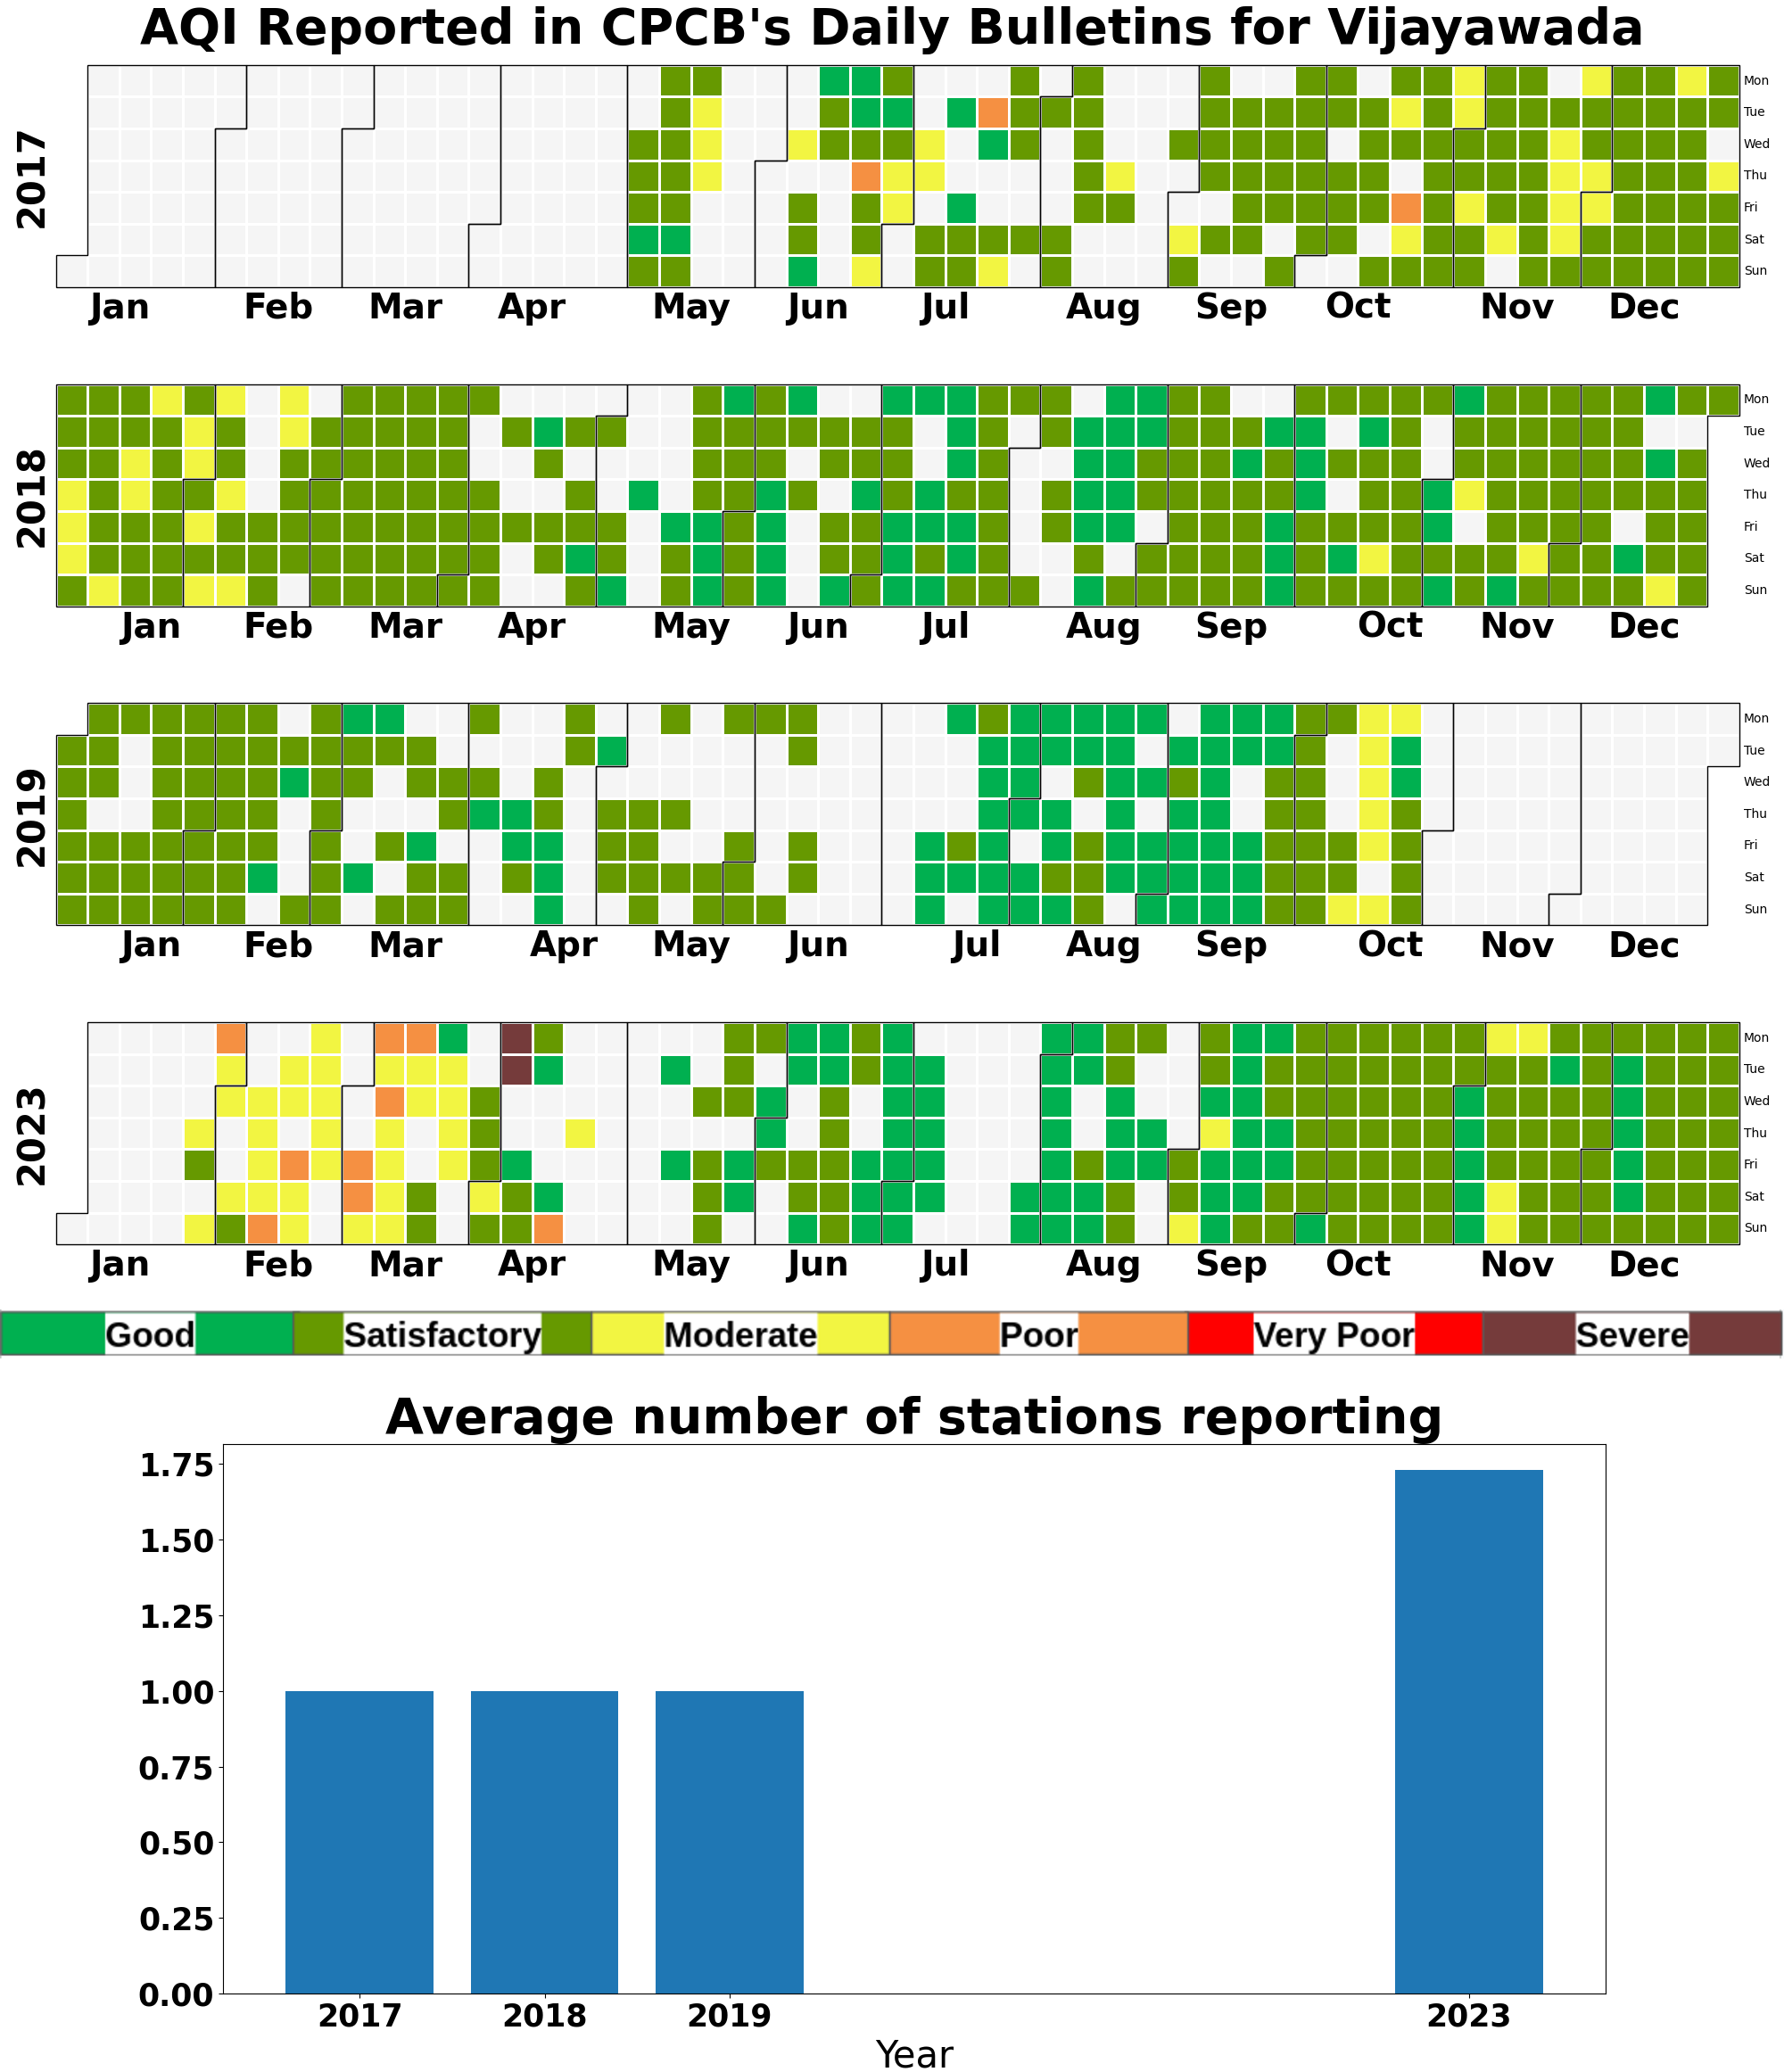 AQI Reported in CPCB's Daily Bulletins for Vijayawada
2017
Mon
Tue
Wed
Thu
Fri
Sat
Sun
Jan Feb Mar Apr May Jun Jul Aug Sep Oct Nov Dec
2018
Mon
Tue
Wed
Thu
Fri
Sat
Sun
Jan Feb Mar Apr May Jun Jul Aug Sep Oct Nov Dec
2019
Mon
Tue
Wed
Thu
Fri
Sat
Sun
Jan Feb Mar Apr May Jun Jul Aug Sep Oct Nov Dec
2023
Mon
Tue
Wed
Thu
Fri
Sat
Sun
Jan Feb Mar Apr May Jun Jul Aug Sep Oct Nov Dec
Good Satisfactory Moderate Poor Very Poor Severe
Average number of stations reporting
1.75
1.50
1.25
1.00
0.75
0.50
0.25
0.00
2017 2018 2019 2023
Year